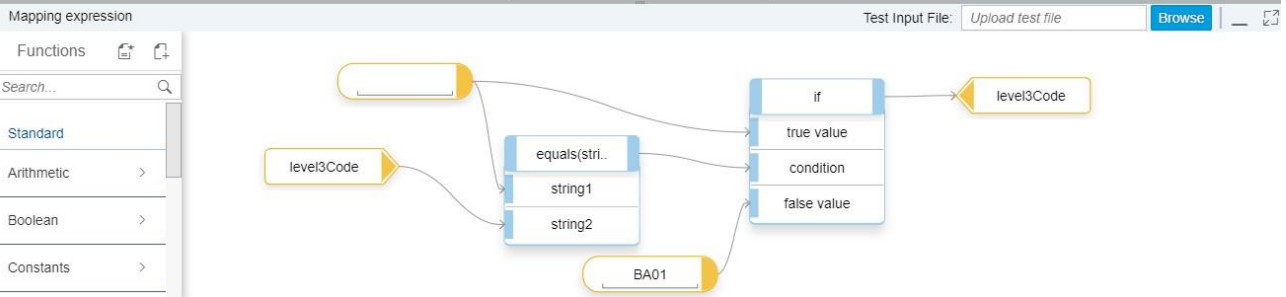 Mapping expression Test Input File: Upload test file Browse
Functions
Search...
Standard
Arithmetic
Boolean
Constants
level3Code
equals(stri..
string1
string2
BA01
if
true value
condition
false value
level3Code